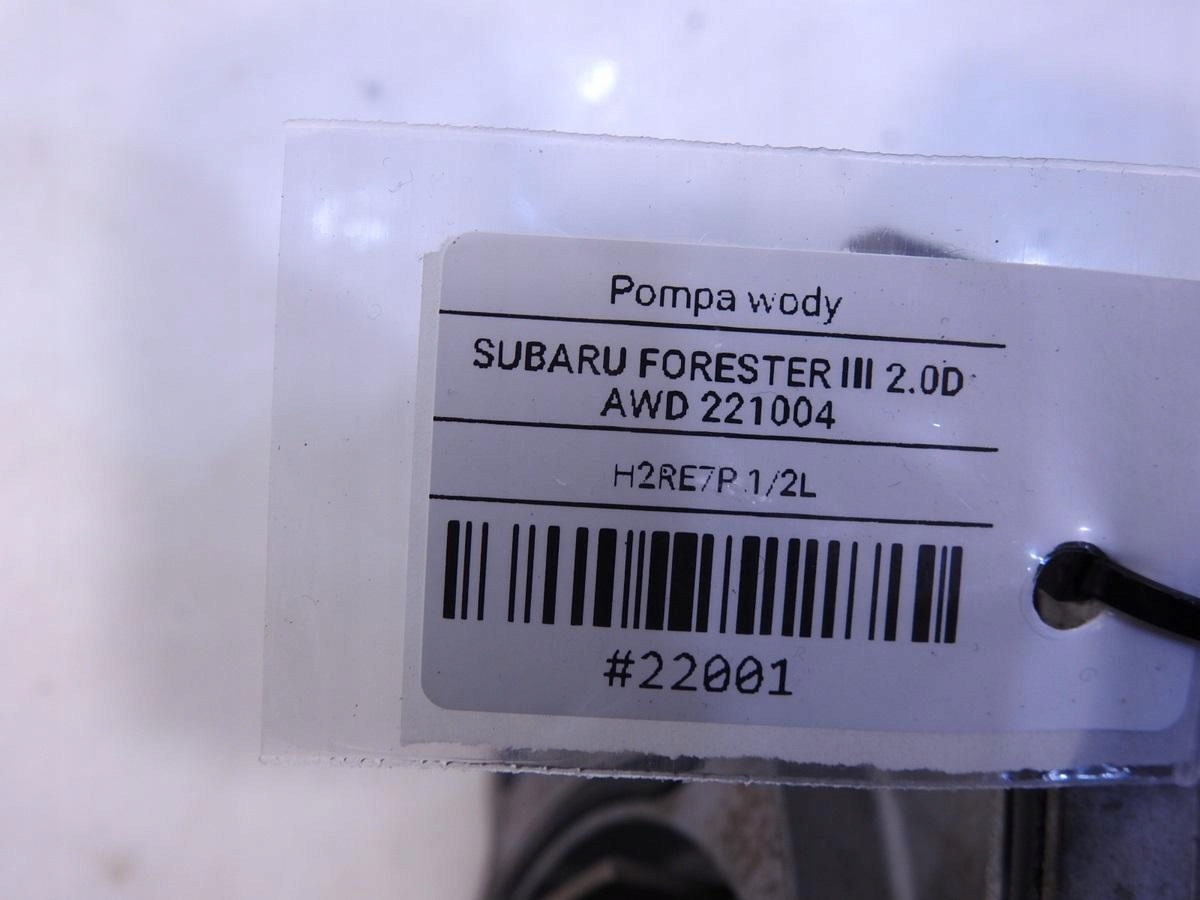 Pompa wody
SUBARU FORESTER III 2.0D
AWD 221004
H2RE7P 1/2L
#22001